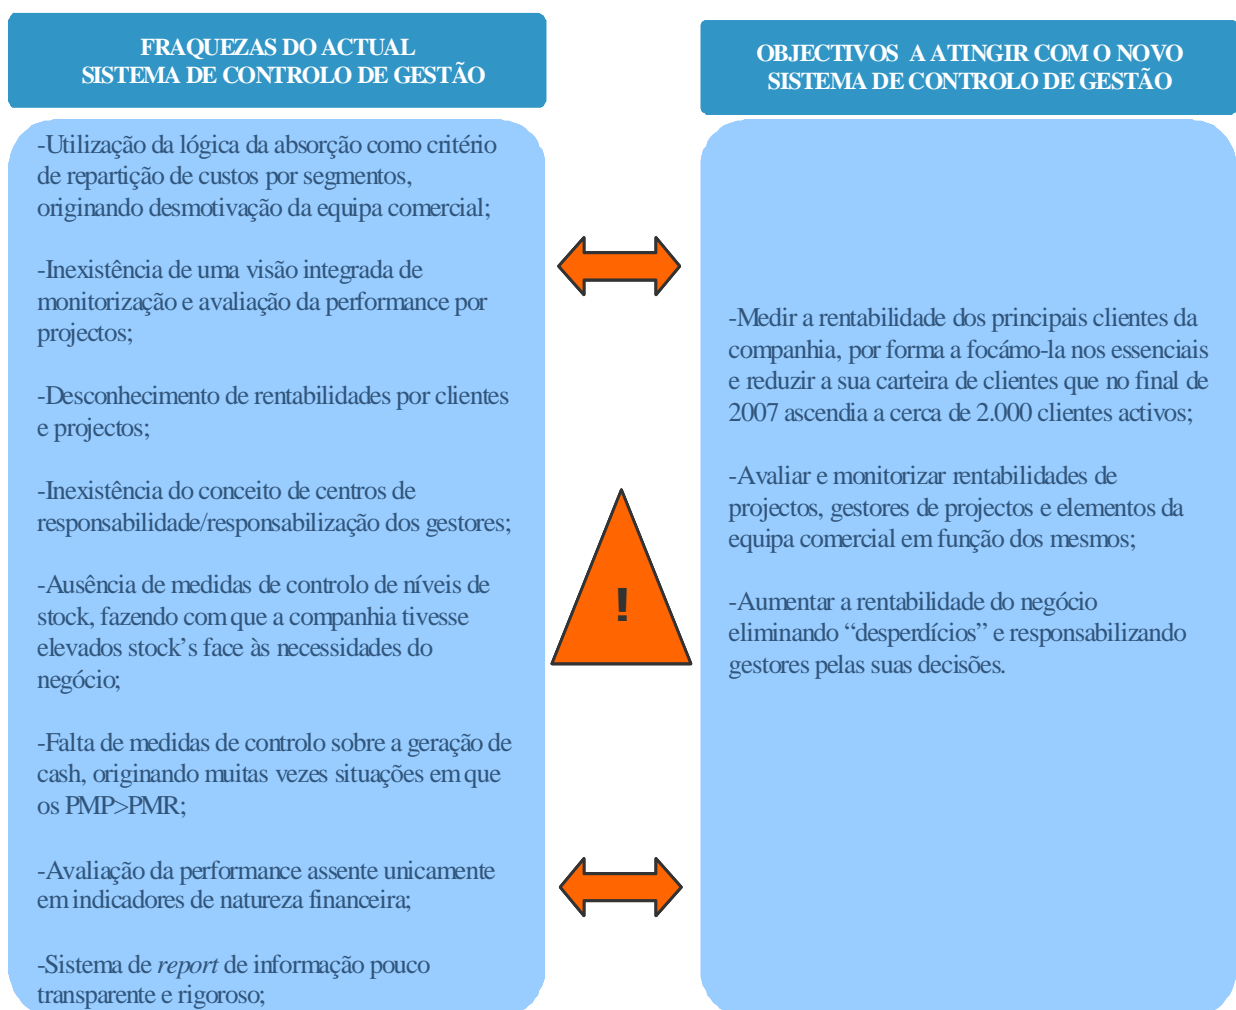 FRAQUEZAS DO ACTUAL
SISTEMA DE CONTROLO DE GESTÃO
-Utilização da lógica da absorção como critério
de repartição de custos por segmentos,
originando desmotivação da equipa comercial;
-Inexistência de uma visão integrada de
monitorização e avaliação da performance por
projectos;
-Desconhecimento de rentabilidades por clientes
e projectos;
-Inexistência do conceito de centros de
responsabilidade/responsabilização dos gestores;
-Ausência de medidas de controlo de níveis de
stock, fazendo com que a companhia tivesse
elevados stock’s face às necessidades do
negócio;
-Falta de medidas de controlo sobre a geração de
cash, originando muitas vezes situações em que
os PMP>PMR;
-Avaliação da performance assente unicamente
em indicadores de natureza financeira;
-Sistema de report de informação pouco
transparente e rigoroso;
!
OBJECTIVOS A ATINGIR COM O NOVO
SISTEMA DE CONTROLO DE GESTÃO
-Medir a rentabilidade dos principais clientes da
companhia, por forma a focámo-la nos essenciais
e reduzir a sua carteira de clientes que no final de
2007 ascendia a cerca de 2.000 clientes activos;
-Avaliar e monitorizar rentabilidades de
projectos, gestores de projectos e elementos da
equipa comercial em função dos mesmos;
-Aumentar a rentabilidade do negócio
eliminando “desperdícios” e responsabilizando
gestores pelas suas decisões.